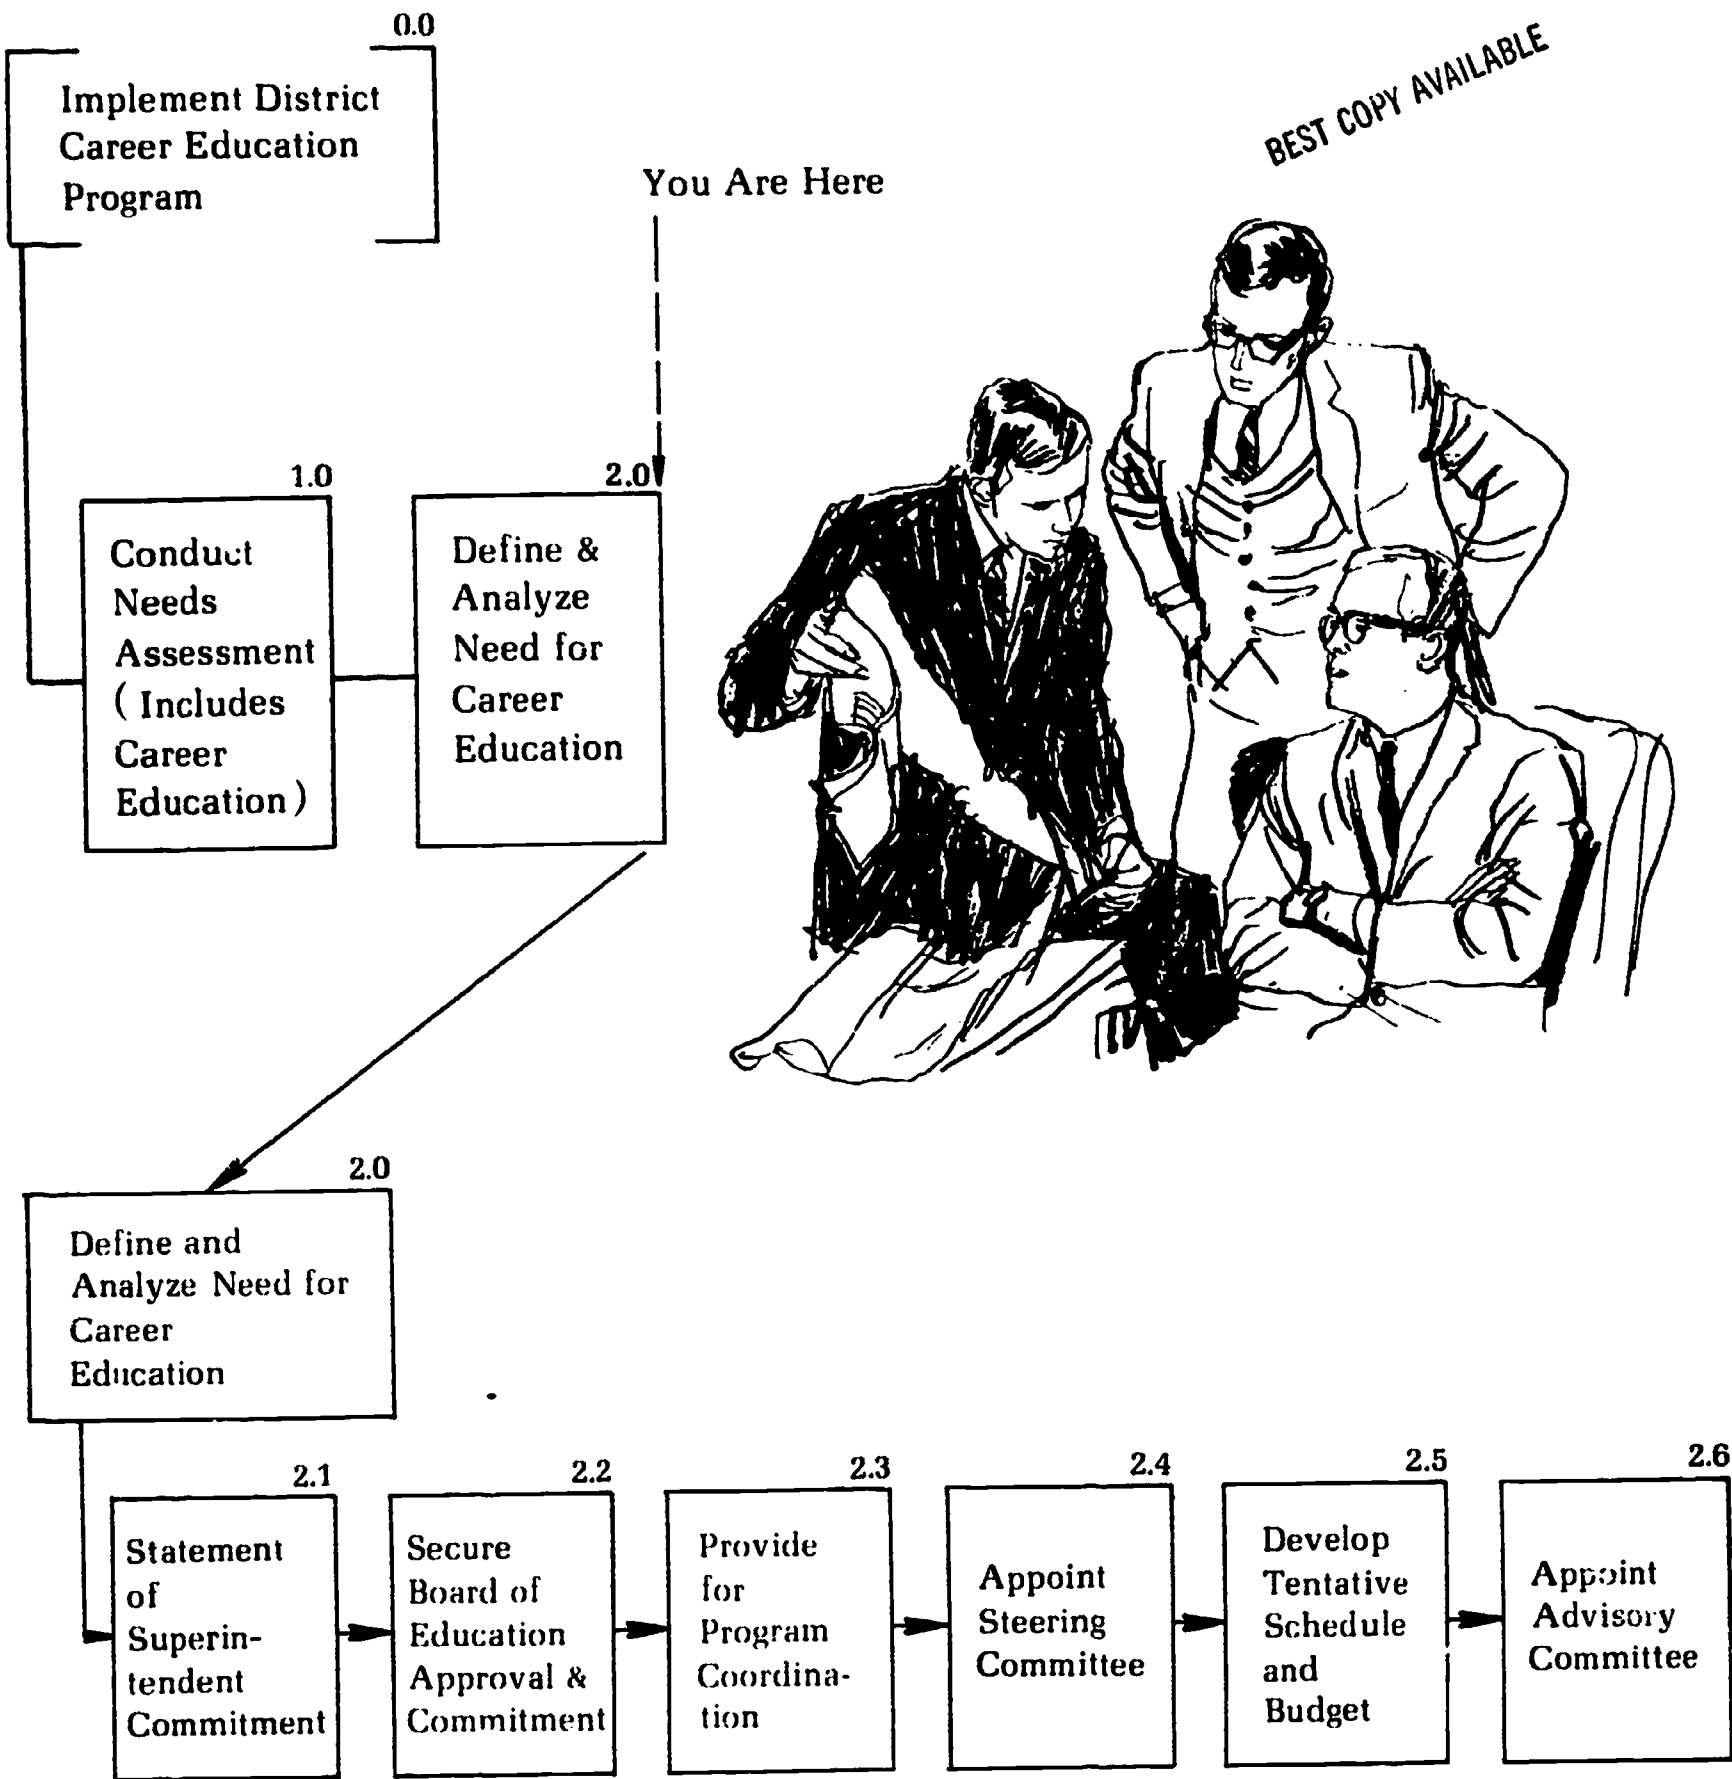 0.0
Implement District
Career Education
Program
BEST COPY AVAILABLE
You Are Here
1.0
Conduct
Needs
Assessment
(Includes
Career
Education)
2.0
Define &
Analyze
Need for
Career
Education
2.0
Define and
Analyze Need for
Career
Education
2.1
Statement
of
Superin-
tendent
Commitment
2.2
Secure
Board of
Education
Approval &
Commitment
2.3
Provide
for
Program
Coordina-
tion
2.4
Appoint
Steering
Committee
2.5
Develop
Tentative
Schedule
and
Budget
2.6
Appoint
Advisory
Committee